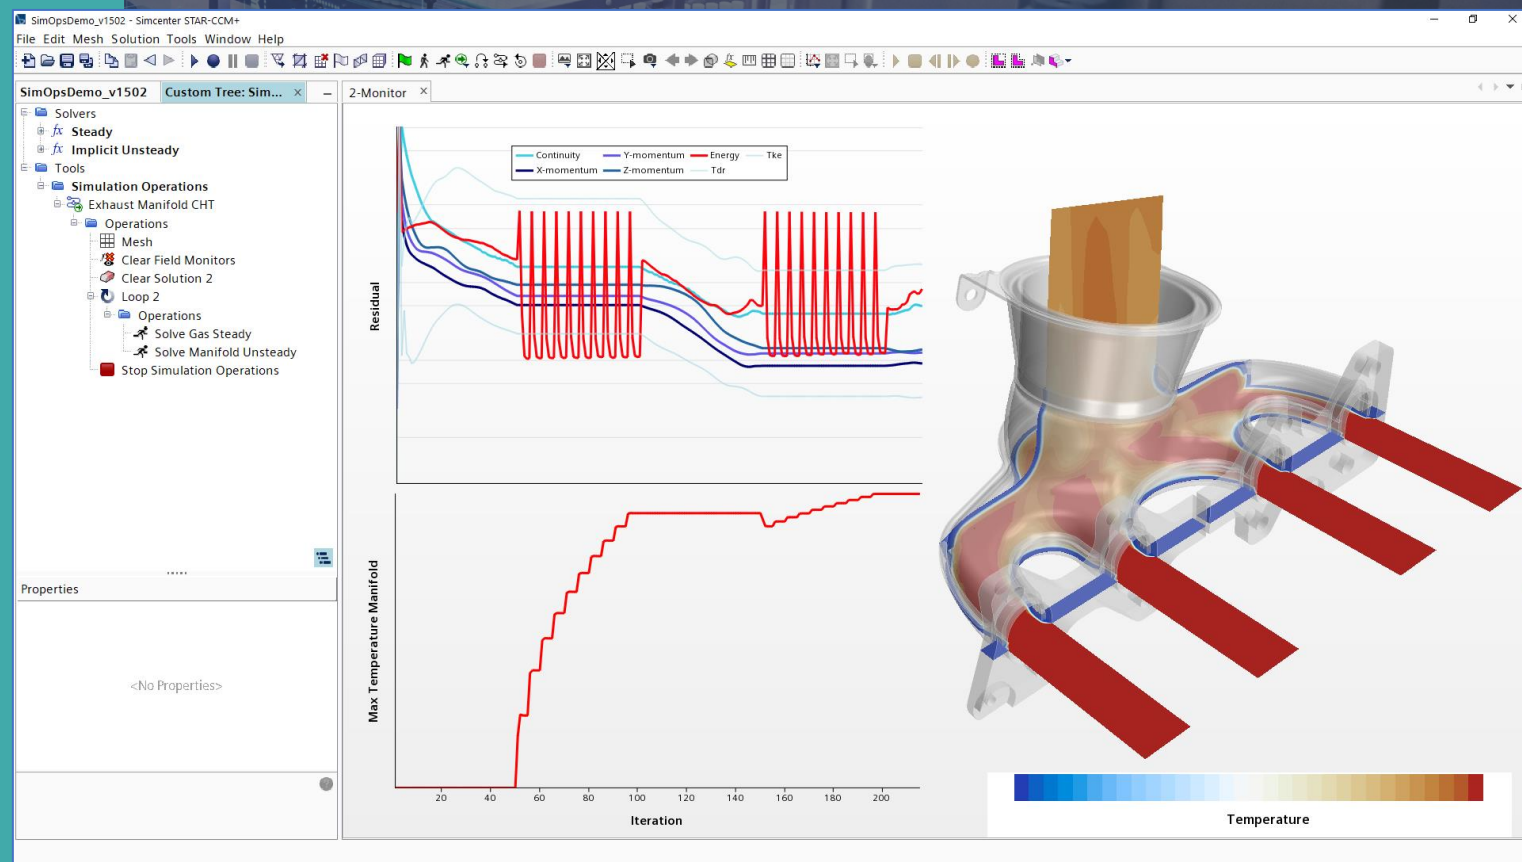 SimOpsDemo_v1502 - Simcenter STAR-CCM+
File Edit Mesh Solution Tools Window Help
SimOpsDemo_v1502 Custom Tree: Sim... ×
2-Monitor ×
Solvers
fx Steady
fx Implicit Unsteady
Tools
Simulation Operations
Exhaust Manifold CHT
Operations
Mesh
Clear Field Monitors
Clear Solution 2
Loop 2
Operations
Solve Gas Steady
Solve Manifold Unsteady
Stop Simulation Operations
Properties
<No Properties>
Continuity Y-momentum Energy Tke
X-momentum Z-momentum Tdr
Residual
Max Temperature Manifold
20 40 60 80 100 120 140 160 180 200
Iteration
Temperature